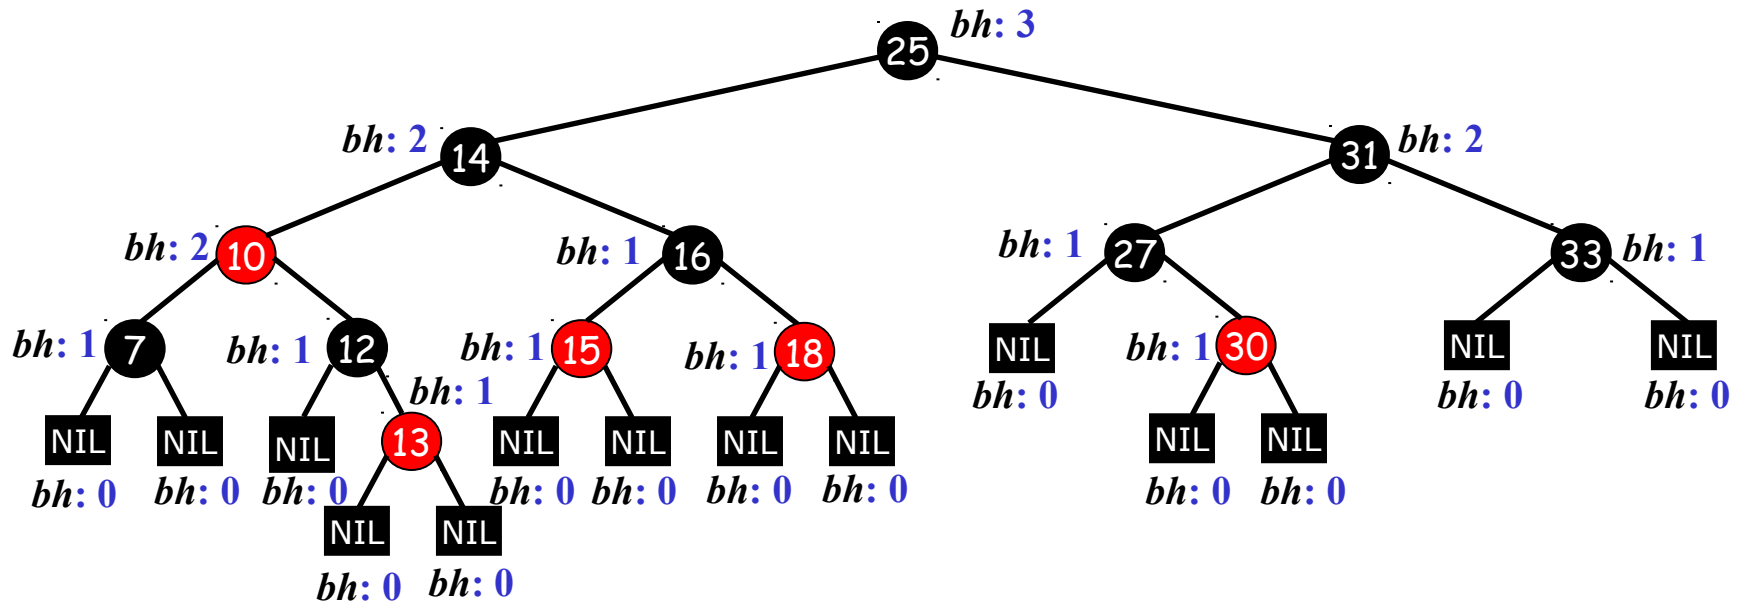 25 bh: 3
bh: 2 14 31 bh: 2
bh: 2 10 bh: 1 16 bh: 1 27 33 bh: 1
bh: 1 7 bh: 1 12 bh: 1 15 bh: 1 18 NIL bh: 1 30 NIL NIL
bh: 1 bh: 0 bh: 0 bh: 0
NIL NIL NIL 13 NIL NIL NIL NIL NIL NIL
bh: 0 bh: 0 bh: 0 bh: 0 bh: 0 bh: 0 bh: 0 bh: 0 bh: 0
NIL NIL
bh: 0 bh: 0